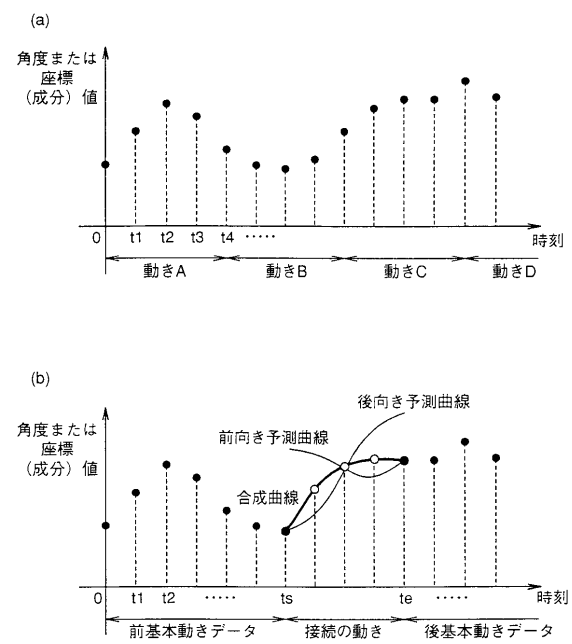 (a)
角度または
座標
（成分）値
0 t1 t2 t3 t4 ‥‥‥
時刻
動きA 動きB 動きC 動きD
(b)
角度または
座標
（成分）値
後向き予測曲線
前向き予測曲線
合成曲線
0 t1 t2 ‥‥‥ ts te ‥‥‥ 時刻
前基本動きデータ 接続の動き 後基本動きデータ